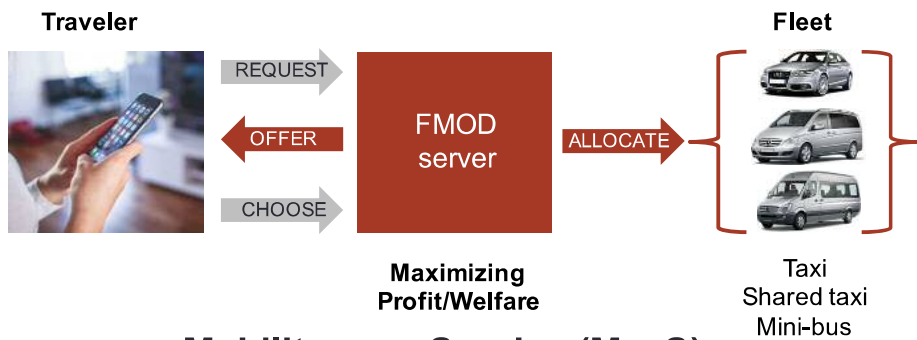 Traveler
Fleet
REQUEST
OFFER
CHOOSE
FMOD
server
ALLOCATE
Maximizing
Profit/Welfare
Taxi
Shared taxi
Mini-bus